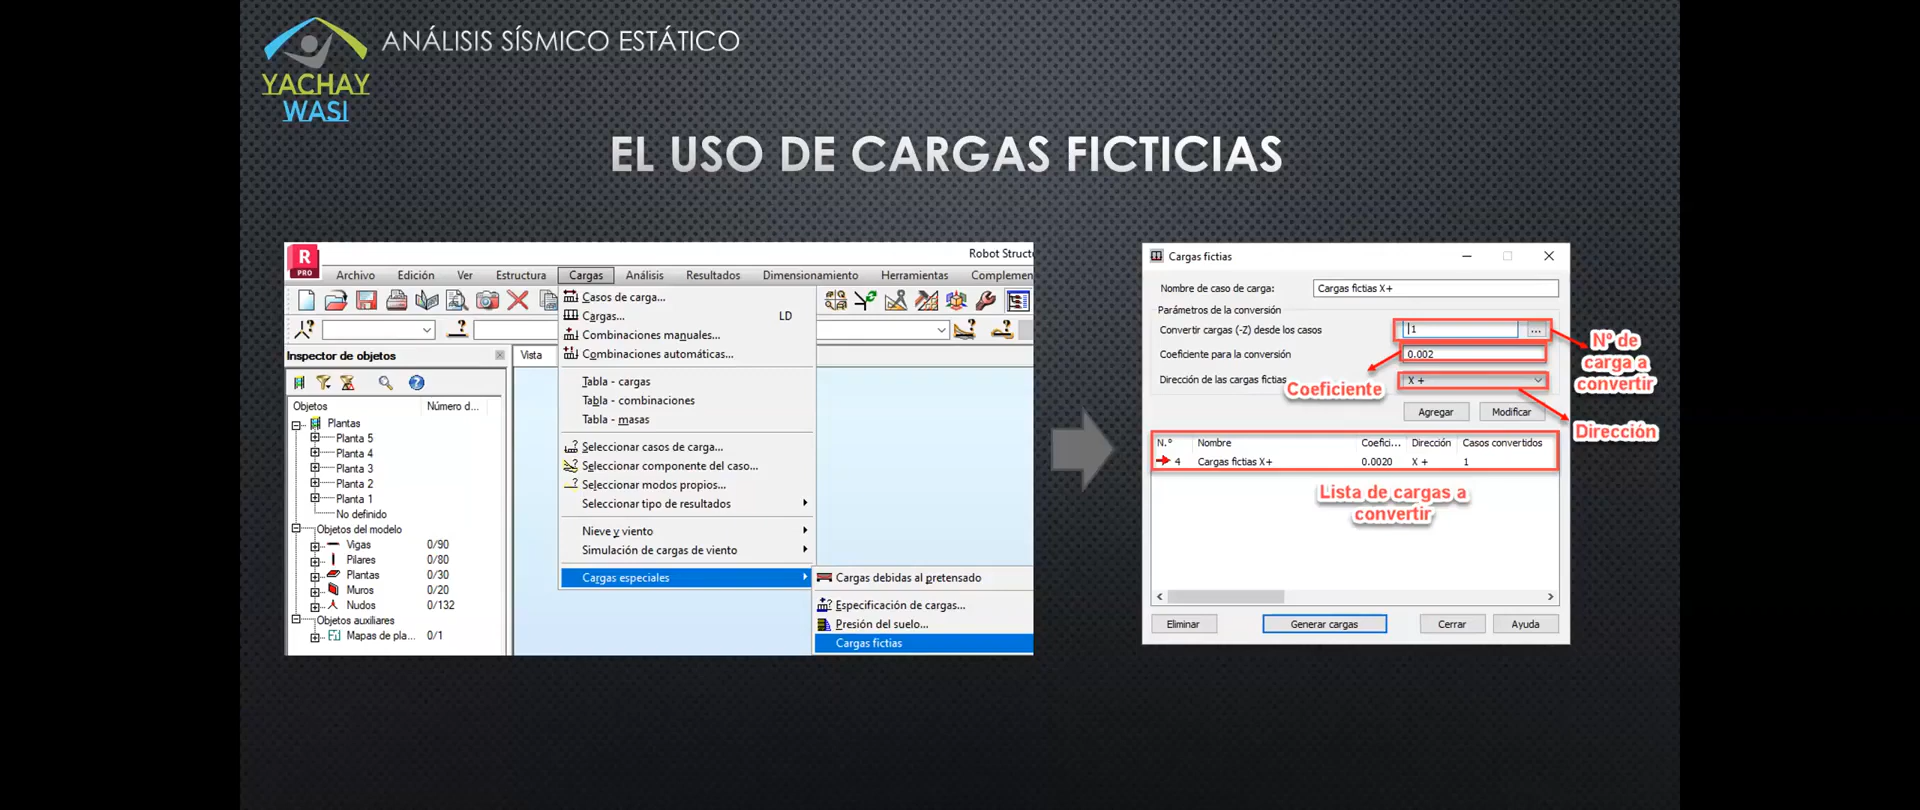 YACHAY
WASI
ANÁLISIS SÍSMICO ESTÁTICO
EL USO DE CARGAS FICTICIAS
R
PRO
Robot Struct
Archivo Edición Ver Estructura Cargas Análisis Resultados Dimensionamiento Herramientas Complemen
Casos de carga...
Cargas... LD
Combinaciones manuales...
Combinaciones automáticas...
Tabla - cargas
Tabla - combinaciones
Tabla - masas
Seleccionar casos de carga...
Seleccionar componente del caso...
Seleccionar modos propios...
Seleccionar tipo de resultados
Nieve y viento
Simulación de cargas de viento
Cargas especiales
Cargas debidas al pretensado
Especificación de cargas...
Presión del suelo...
Cargas fictias
Inspector de objetos
Vista
Objetos Número d...
Plantas
Planta 5
Planta 4
Planta 3
Planta 2
Planta 1
No definido
Objetos del modelo
Vigas 0/90
Pilares 0/80
Plantas 0/30
Muros 0/20
Nudos 0/132
Objetos auxiliares
Mapas de pla... 0/1
Cargas fictias
Nombre de caso de carga: Cargas fictias X+
Parámetros de la conversión
Convertir cargas (-Z) desde los casos 1 ...
Coeficiente para la conversión 0.002
Dirección de las cargas fictias X +
Agregar Modificar
N.º Nombre Coefici... Dirección Casos convertidos
4 Cargas fictias X+ 0.0020 X + 1
Lista de cargas a
convertir
Eliminar Generar cargas Cerrar Ayuda
Coeficiente
Nº de
carga a
convertir
Dirección